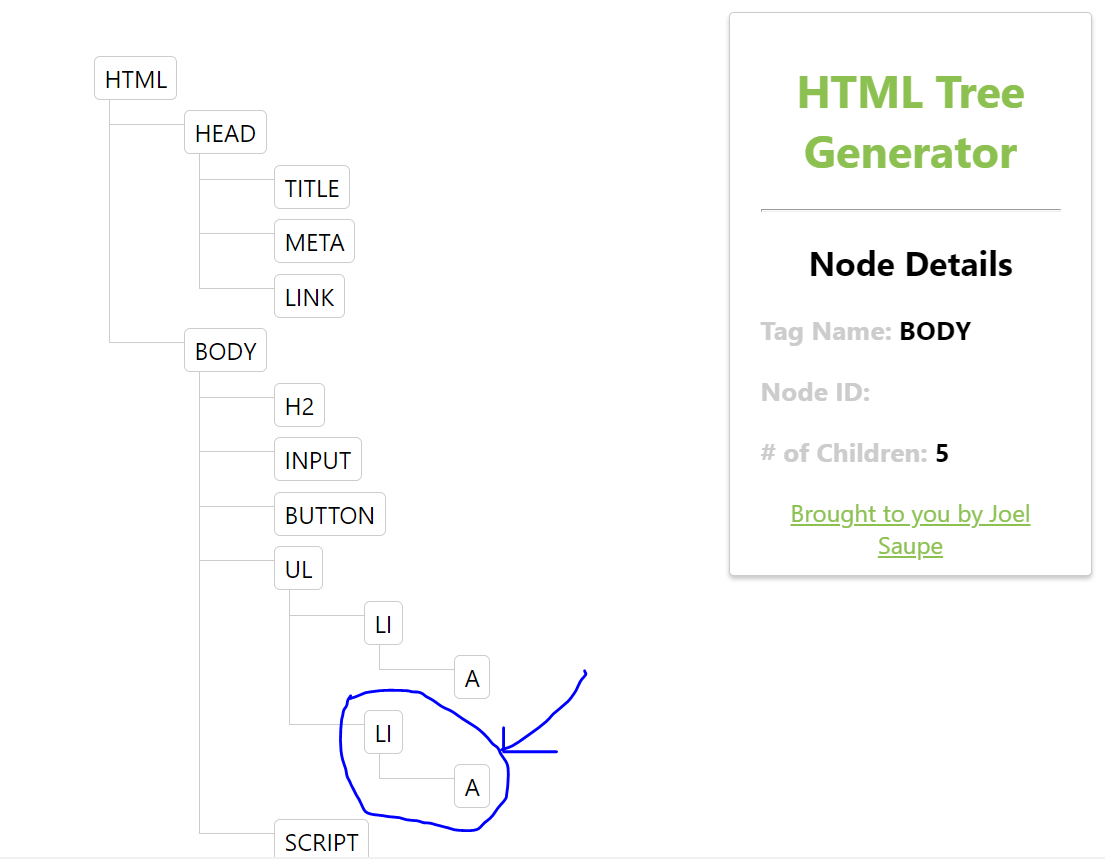 HTML
HEAD
TITLE
META
LINK
BODY
H2
INPUT
BUTTON
UL
LI
A
LI
A
SCRIPT
HTML Tree
Generator
Node Details
Tag Name: BODY
Node ID:
# of Children: 5
Brought to you by Joel
Saupe